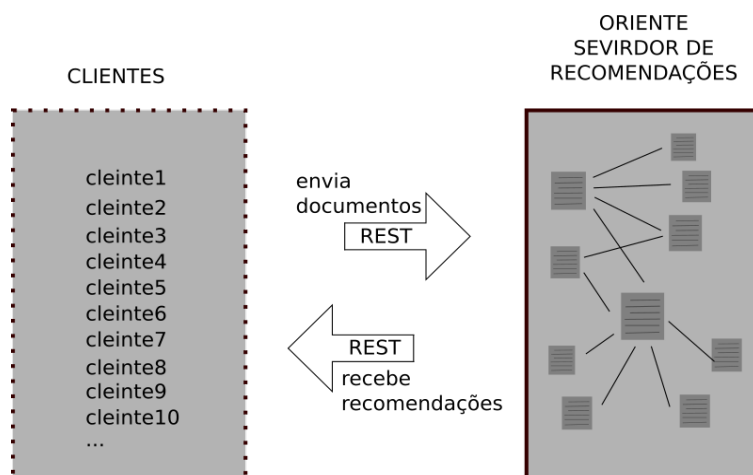 CLIENTES
cleinte1
cleinte2
cleinte3
cleinte4
cleinte5
cleinte6
cleinte7
cleinte8
cleinte9
cleinte10
...
envia
documentos
REST
REST
recebe
recomendações
ORIENTE
SEVIRDOR DE
RECOMENDAÇÕES